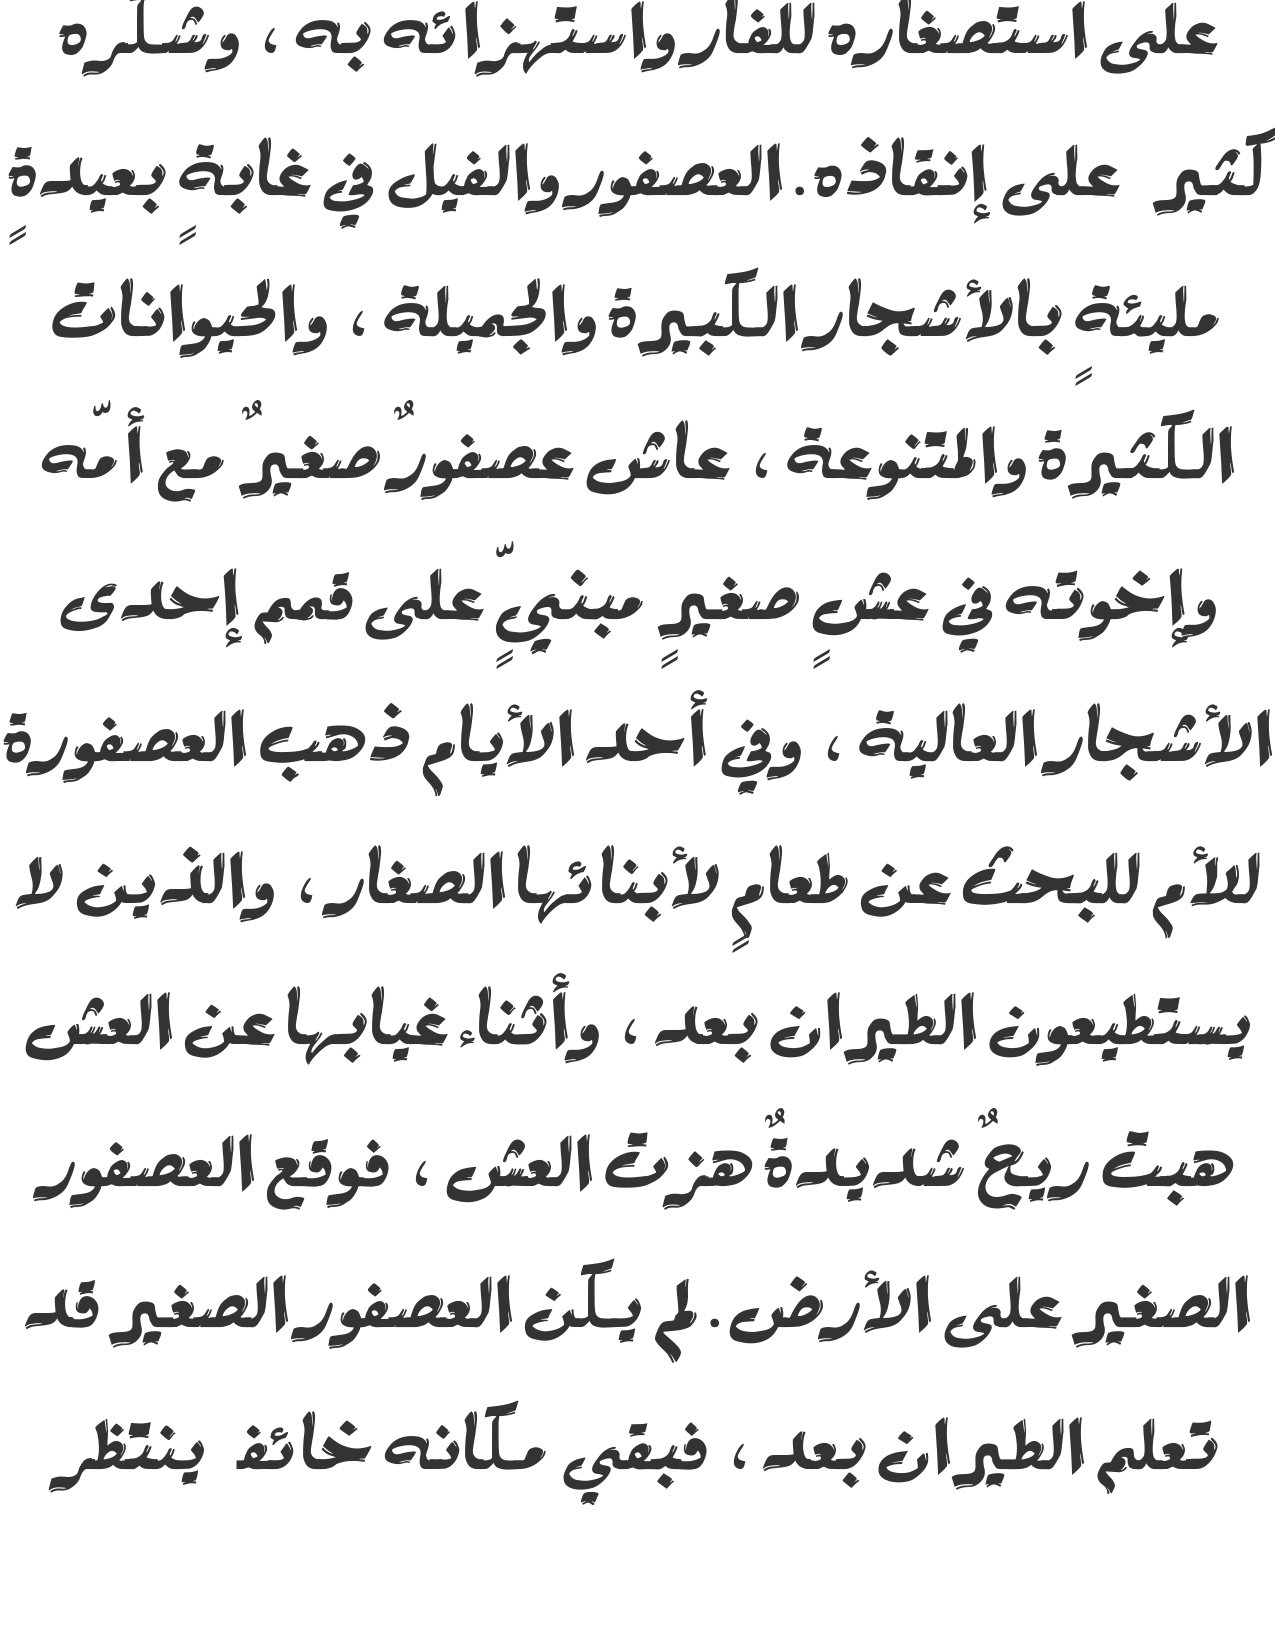 على استصغاره للفأر واستهزائه به ، وشكره
كثير على إنقاذه. العصفور والفيل في غابةٍ بعيدةٍ
مليئةٍ بالأشجار الكبيرة والجميلة ، والحيوانات
الكثيرة والمتنوعة ، عاش عصفورٌ صغيرٌ مع أمّه
وإخوته في عشٍ صغيرٍ مبنيٍّ على قمم إحدى
الأشجار العالية ، وفي أحد الأيام ذهب العصفورة
للأم للبحث عن طعامٍ لأبنائها الصغار ، والذين لا
يستطيعون الطيران بعد ، وأثناء غيابها عن العش
هبت ريحٌ شديدةٌ هزت العش ، فوقع العصفور
الصغير على الأرض. لم يكن العصفور الصغير قد
تعلم الطيران بعد ، فبقي مكانه خائف ينتظر